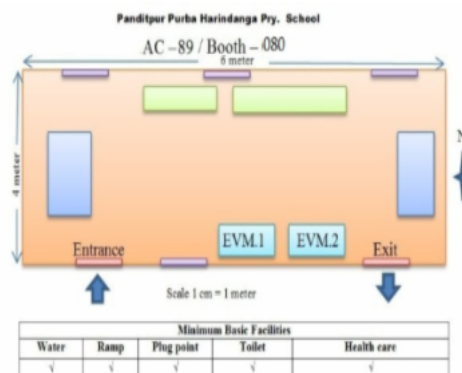 Panditpur Purba Harindanga Pry. School
AC – 89 / Booth – 080
6 meter
4 meter
N
EVM.1 EVM.2
Entrance Exit
Scale 1 cm = 1 meter
Minimum Basic Facilities
Water Ramp Plug point Toilet Health care
√ √ √ √ √